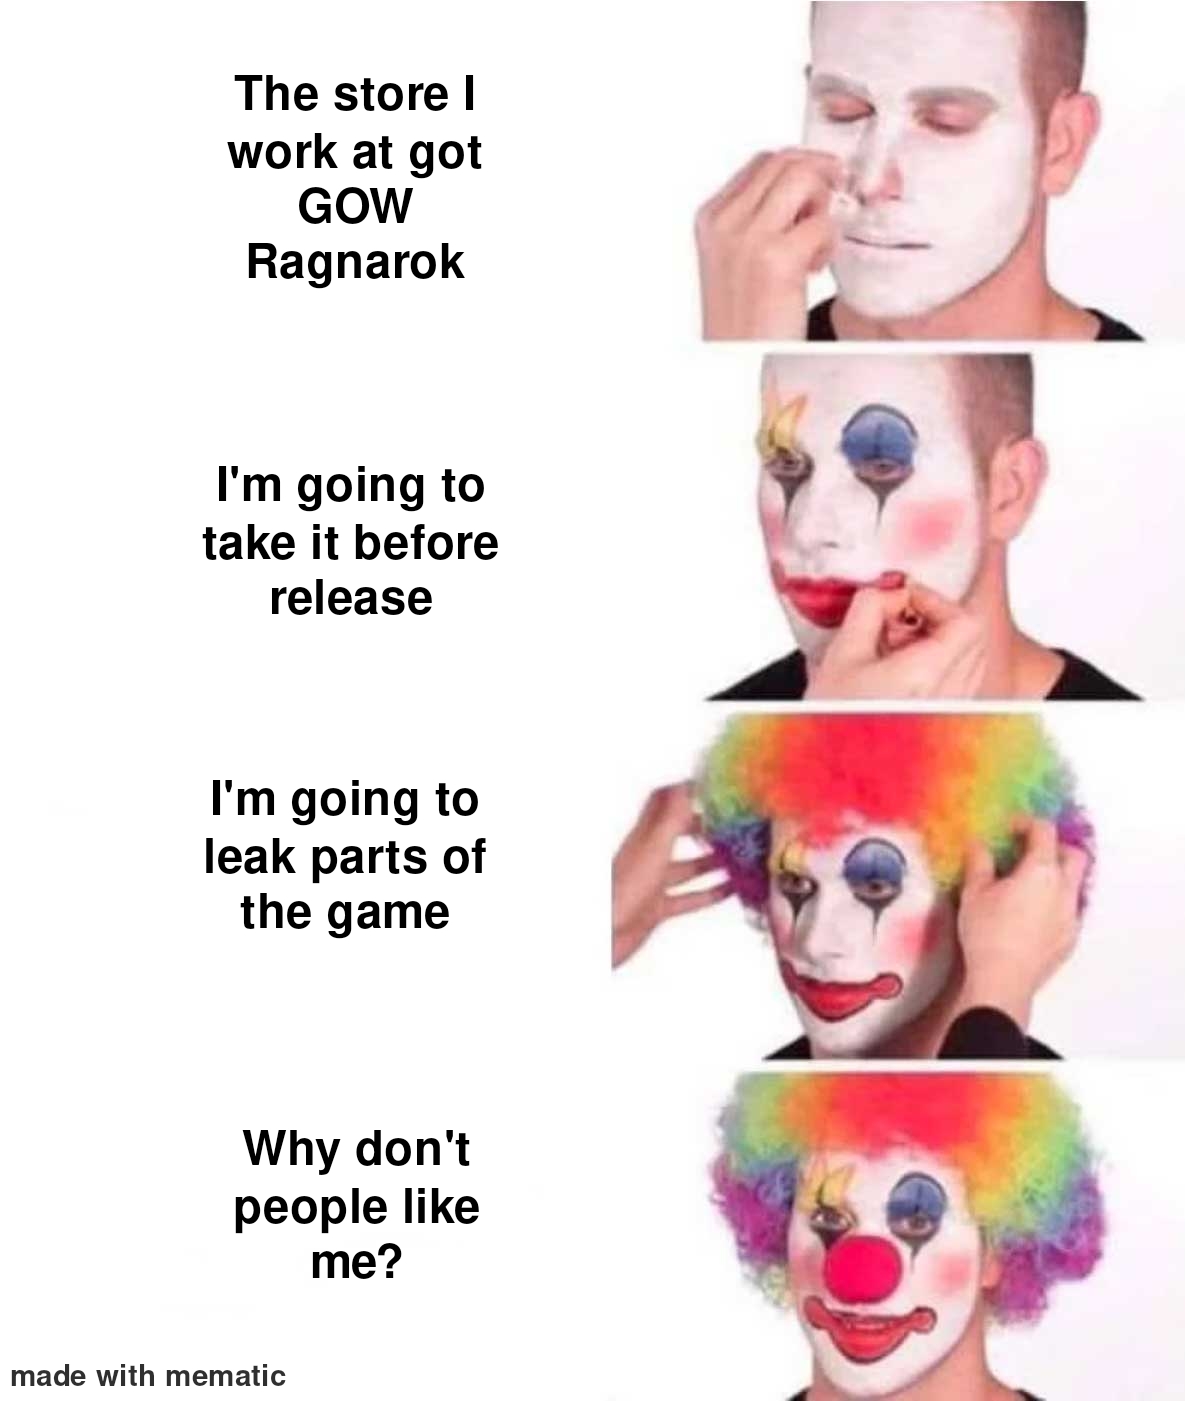 The store I
work at got
GOW
Ragnarok
I'm going to
take it before
release
I'm going to
leak parts of
the game
Why don't
people like
me?
made with mematic